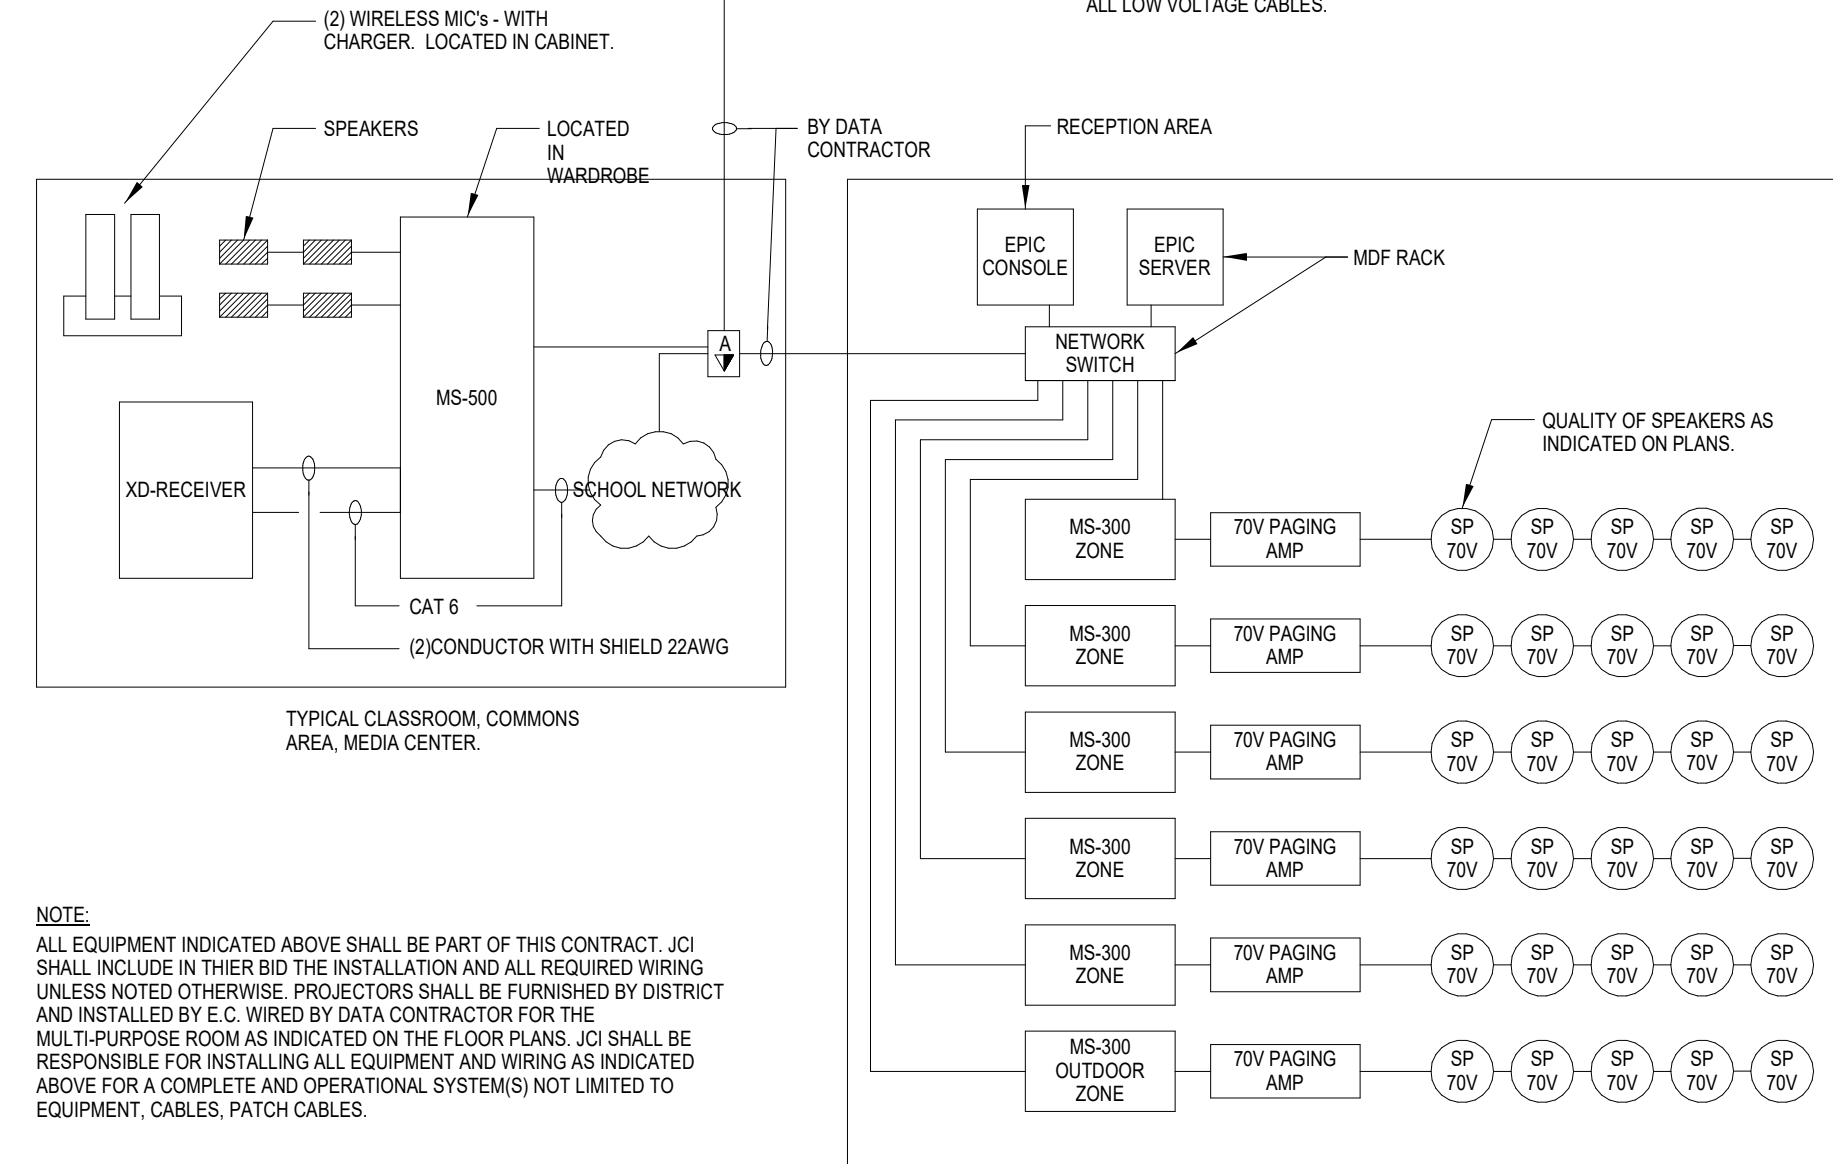 (2) WIRELESS MIC's - WITH
CHARGER.  LOCATED IN CABINET.
ALL LOW VOLTAGE CABLES.
SPEAKERS
LOCATED
IN
WARDROBE
BY DATA
CONTRACTOR
RECEPTION AREA
EPIC
CONSOLE
EPIC
SERVER
MDF RACK
NETWORK
SWITCH
A
MS-500
XD-RECEIVER
SCHOOL NETWORK
CAT 6
(2)CONDUCTOR WITH SHIELD 22AWG
TYPICAL CLASSROOM, COMMONS
AREA, MEDIA CENTER.
QUALITY OF SPEAKERS AS
INDICATED ON PLANS.
MS-300
ZONE
70V PAGING
AMP
SP
70V
SP
70V
SP
70V
SP
70V
SP
70V
MS-300
ZONE
70V PAGING
AMP
SP
70V
SP
70V
SP
70V
SP
70V
SP
70V
MS-300
ZONE
70V PAGING
AMP
SP
70V
SP
70V
SP
70V
SP
70V
SP
70V
MS-300
ZONE
70V PAGING
AMP
SP
70V
SP
70V
SP
70V
SP
70V
SP
70V
MS-300
ZONE
70V PAGING
AMP
SP
70V
SP
70V
SP
70V
SP
70V
SP
70V
MS-300
OUTDOOR
ZONE
70V PAGING
AMP
SP
70V
SP
70V
SP
70V
SP
70V
SP
70V
NOTE:
ALL EQUIPMENT INDICATED ABOVE SHALL BE PART OF THIS CONTRACT. JCI
SHALL INCLUDE IN THIER BID THE INSTALLATION AND ALL REQUIRED WIRING
UNLESS NOTED OTHERWISE. PROJECTORS SHALL BE FURNISHED BY DISTRICT
AND INSTALLED BY E.C. WIRED BY DATA CONTRACTOR FOR THE
MULTI-PURPOSE ROOM AS INDICATED ON THE FLOOR PLANS. JCI SHALL BE
RESPONSIBLE FOR INSTALLING ALL EQUIPMENT AND WIRING AS INDICATED
ABOVE FOR A COMPLETE AND OPERATIONAL SYSTEM(S) NOT LIMITED TO
EQUIPMENT, CABLES, PATCH CABLES.